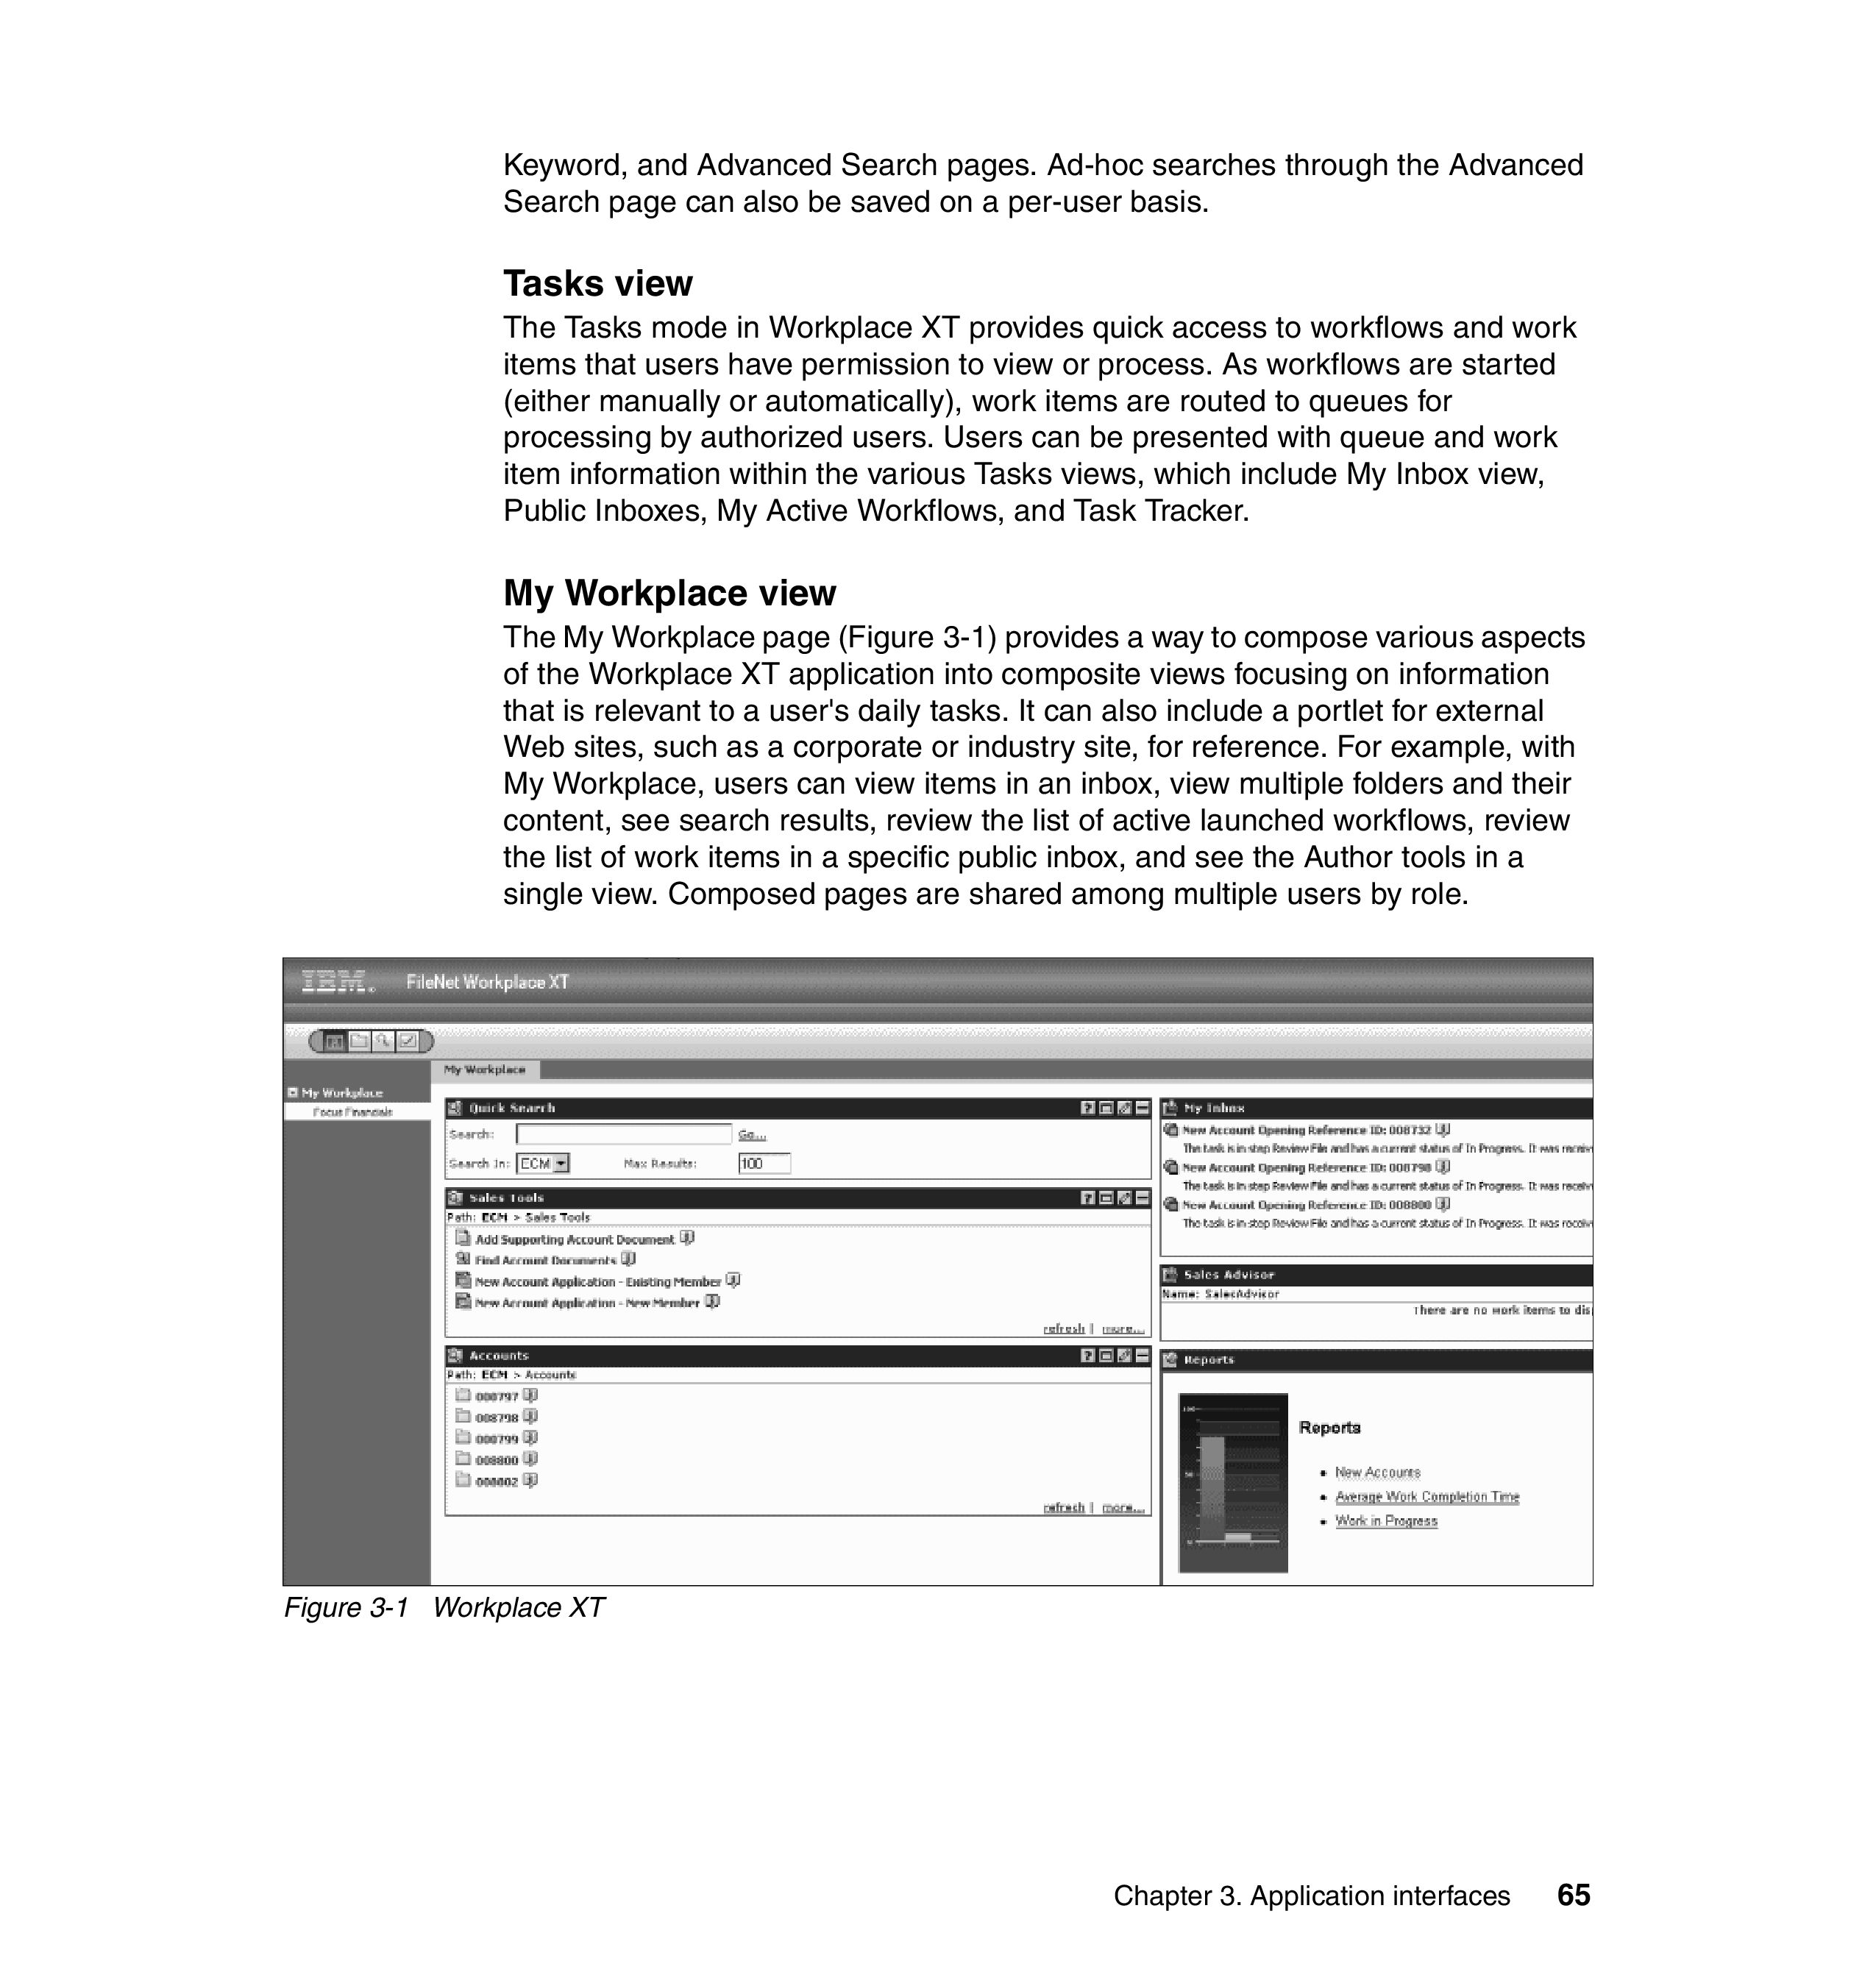 Keyword, and Advanced Search pages. Ad-hoc searches through the Advanced
Search page can also be saved on a per-user basis.
Tasks view
The Tasks mode in Workplace XT provides quick access to workflows and work
items that users have permission to view or process. As workflows are started
(either manually or automatically), work items are routed to queues for
processing by authorized users. Users can be presented with queue and work
item information within the various Tasks views, which include My Inbox view,
Public Inboxes, My Active Workflows, and Task Tracker.
My Workplace view
The My Workplace page (Figure 3-1) provides a way to compose various aspects
of the Workplace XT application into composite views focusing on information
that is relevant to a user's daily tasks. It can also include a portlet for external
Web sites, such as a corporate or industry site, for reference. For example, with
My Workplace, users can view items in an inbox, view multiple folders and their
content, see search results, review the list of active launched workflows, review
the list of work items in a specific public inbox, and see the Author tools in a
single view. Composed pages are shared among multiple users by role.
IBM® FileNet Workplace XT
My Workplace
My Workplace
Focus Financials
Quick Search
Search: Go...
Search In: ECM Max Results: 100
Sales Tools
Path: ECM > Sales Tools
Add Supporting Account Document
Find Account Documents
New Account Application - Existing Member
New Account Application - New Member
refresh | more...
Accounts
Path: ECM > Accounts
008798
008800
refresh | more...
My Inbox
New Account Opening Reference ID: 008732
The task is in step Review File and has a current status of In Progress. It was receiv
New Account Opening Reference ID: 008798
The task is in step Review File and has a current status of In Progress. It was receiv
New Account Opening Reference ID: 008800
The task is in step Review File and has a current status of In Progress. It was receiv
Sales Advisor
Name: SalesAdvisor
There are no work items to dis
Reports
Reports
• New Accounts
• Average Work Completion Time
• Work in Progress
Figure 3-1 Workplace XT
Chapter 3. Application interfaces 65